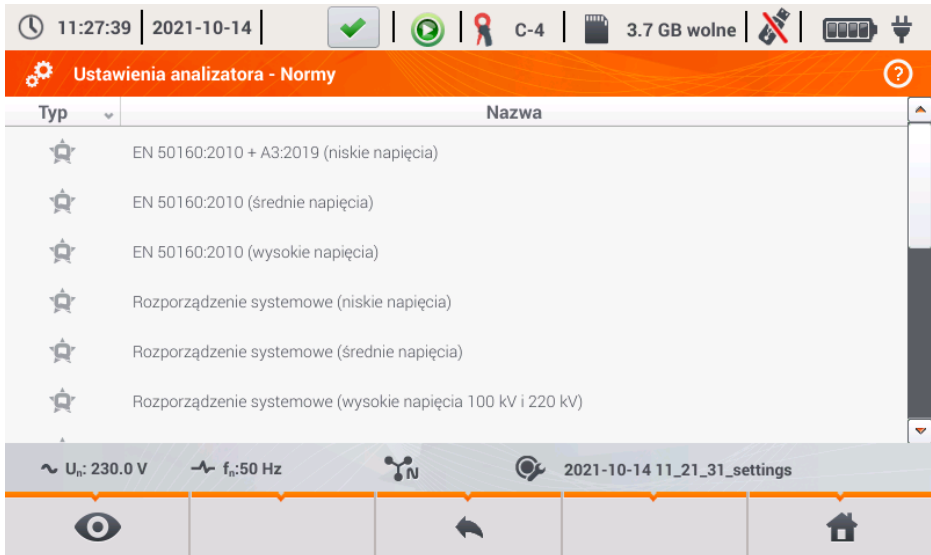 11:27:39 2021-10-14 C-4 3.7 GB wolne
Ustawienia analizatora - Normy ?
Typ Nazwa
EN 50160:2010 + A3:2019 (niskie napięcia)
EN 50160:2010 (średnie napięcia)
EN 50160:2010 (wysokie napięcia)
Rozporządzenie systemowe (niskie napięcia)
Rozporządzenie systemowe (średnie napięcia)
Rozporządzenie systemowe (wysokie napięcia 100 kV i 220 kV)
Un: 230.0 V fn:50 Hz N 2021-10-14 11_21_31_settings